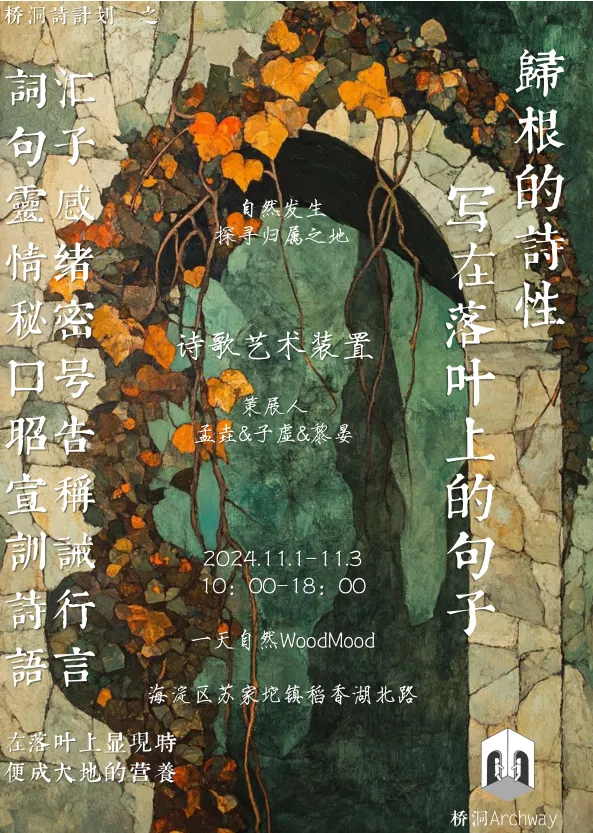 桥洞詩計划 之
歸根的詩性
写在落叶上的句子
詞汇
句子
靈感
情绪
秘密
口号
昭告
宣稱
訓誡
詩行
語言
自然发生
探寻归属之地
诗歌艺术装置
策展人
孟垚&子虚&黎晏
2024.11.1-11.3
10：00-18：00
一天自然WoodMood
海淀区苏家坨镇稻香湖北路
在落叶上显現時
便成大地的营養
桥洞Archway